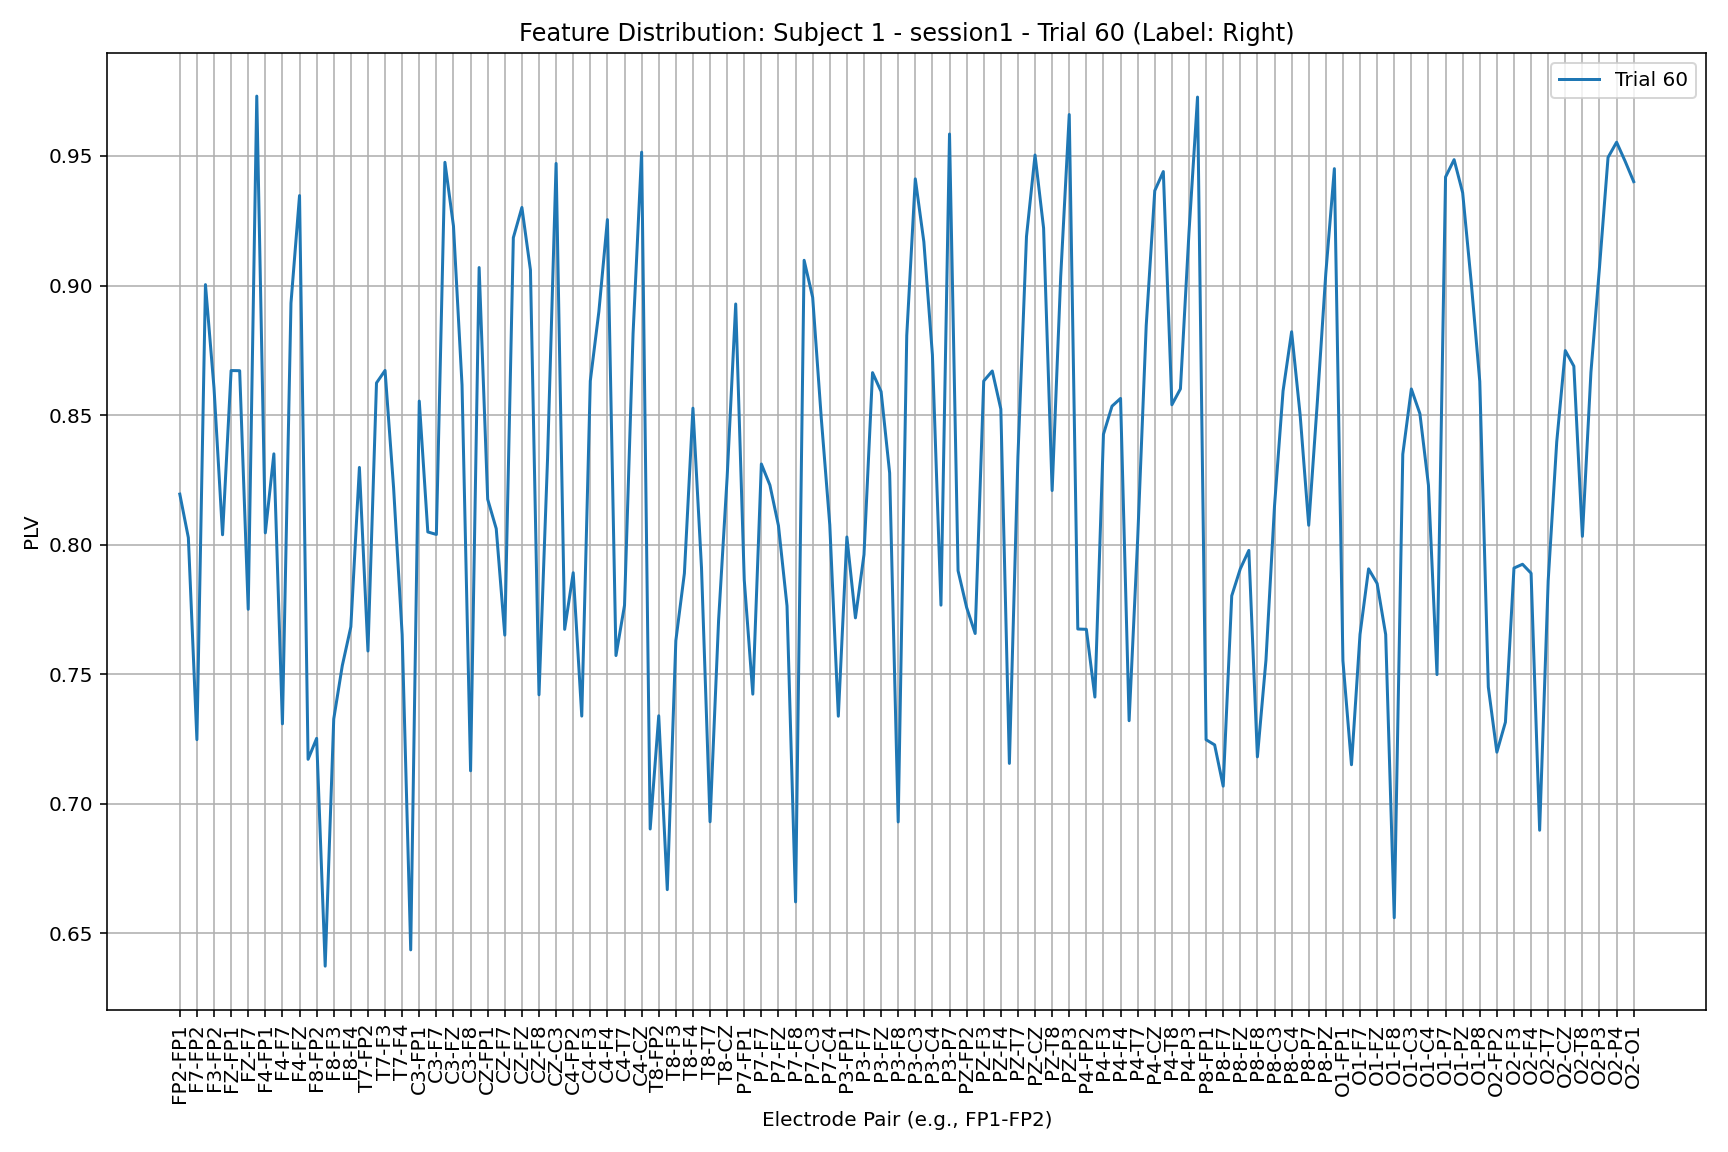 Feature Distribution: Subject 1 - session1 - Trial 60 (Label: Right)
Trial 60
PLV
0.95
0.90
0.85
0.80
0.75
0.70
0.65
FP2-FP1
F7-FP2
F3-FP2
FZ-FP1
FZ-F7
F4-FP1
F4-F7
F4-FZ
F8-FP2
F8-F3
F8-F4
T7-FP2
T7-F3
T7-F4
C3-FP1
C3-F7
C3-FZ
C3-F8
CZ-FP1
CZ-F7
CZ-FZ
CZ-F8
CZ-C3
C4-FP2
C4-F3
C4-F4
C4-T7
C4-CZ
T8-FP2
T8-F3
T8-F4
T8-T7
T8-CZ
P7-FP1
P7-F7
P7-FZ
P7-F8
P7-C3
P7-C4
P3-FP1
P3-F7
P3-FZ
P3-F8
P3-C3
P3-C4
P3-P7
PZ-FP2
PZ-F3
PZ-F4
PZ-T7
PZ-CZ
PZ-T8
PZ-P3
P4-FP2
P4-F3
P4-F4
P4-T7
P4-CZ
P4-T8
P4-P3
P8-FP1
P8-F7
P8-FZ
P8-F8
P8-C3
P8-C4
P8-P7
P8-PZ
O1-FP1
O1-F7
O1-FZ
O1-F8
O1-C3
O1-C4
O1-P7
O1-PZ
O1-P8
O2-FP2
O2-F3
O2-F4
O2-T7
O2-CZ
O2-T8
O2-P3
O2-P4
O2-O1
Electrode Pair (e.g., FP1-FP2)